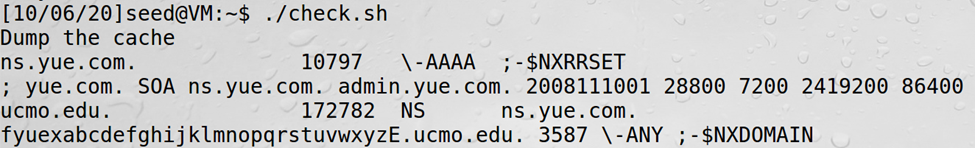 [10/06/20]seed@VM:~$ ./check.sh
Dump the cache
ns.yue.com. 10797 \-AAAA ;-$NXRRSET
; yue.com. SOA ns.yue.com. admin.yue.com. 2008111001 28800 7200 2419200 86400
ucmo.edu. 172782 NS ns.yue.com.
fyuexabcdefghijklmnopqrstuvwxyzE.ucmo.edu. 3587 \-ANY ;-$NXDOMAIN